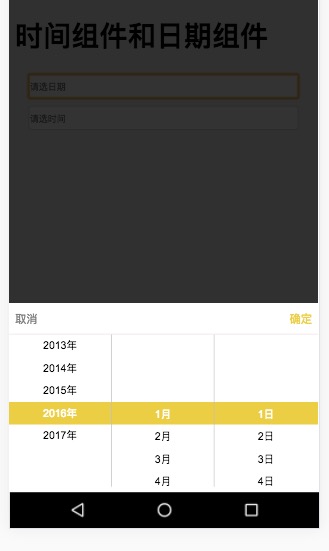 时间组件和日期组件
请选日期
请选时间
取消 确定
2013年
2014年
2015年
2016年 1月 1日
2017年 2月 2日
3月 3日
4月 4日